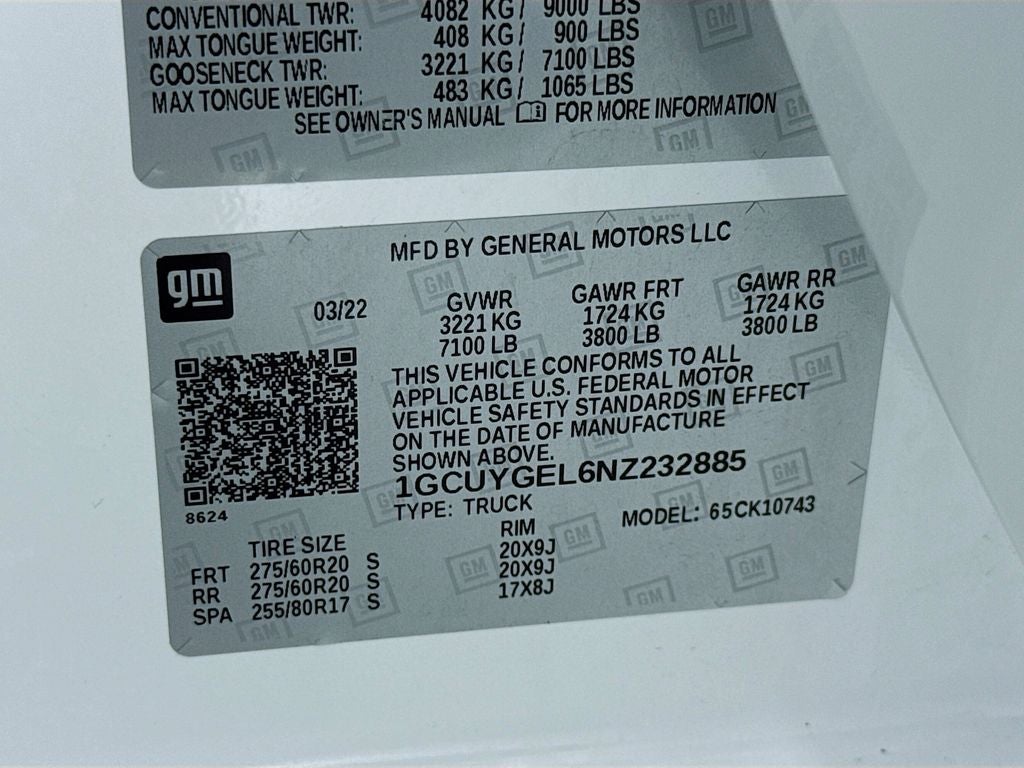 CONVENTIONAL TWR: 4082 KG/ 9000 LBS
MAX TONGUE WEIGHT: 408 KG/ 900 LBS
GOOSENECK TWR: 3221 KG/ 7100 LBS
MAX TONGUE WEIGHT: 483 KG/ 1065 LBS
SEE OWNER'S MANUAL FOR MORE INFORMATION
gm
MFD BY GENERAL MOTORS LLC
03/22
GVWR GAWR FRT GAWR RR
3221 KG 1724 KG 1724 KG
7100 LB 3800 LB 3800 LB
THIS VEHICLE CONFORMS TO ALL
APPLICABLE U.S. FEDERAL MOTOR
VEHICLE SAFETY STANDARDS IN EFFECT
ON THE DATE OF MANUFACTURE
SHOWN ABOVE.
1GCUYGEL6NZ232885
8624
TYPE: TRUCK MODEL: 65CK10743
TIRE SIZE RIM
FRT 275/60R20 S 20X9J
RR 275/60R20 S 20X9J
SPA 255/80R17 S 17X8J